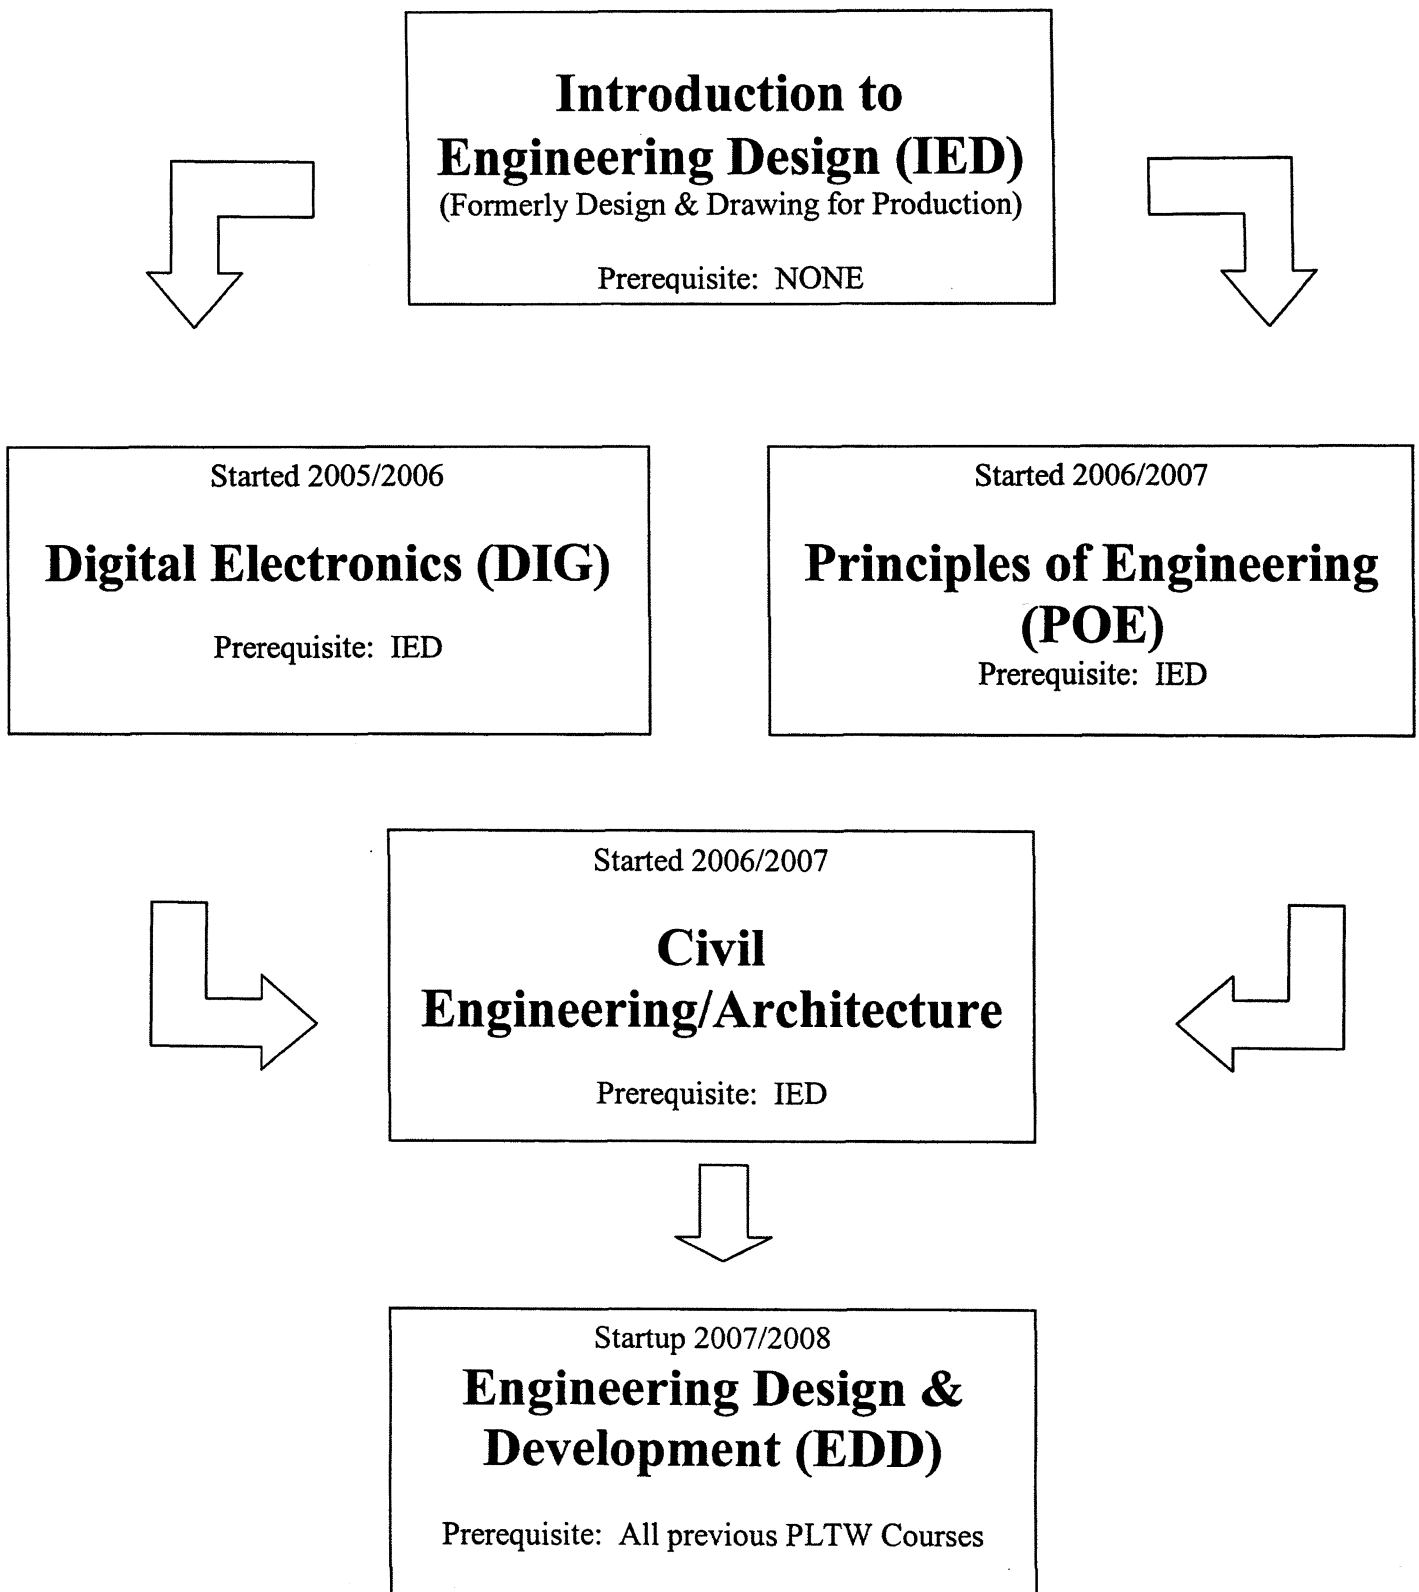 Introduction to
Engineering Design (IED)
(Formerly Design & Drawing for Production)
Prerequisite: NONE
Started 2005/2006
Digital Electronics (DIG)
Prerequisite: IED
Started 2006/2007
Principles of Engineering
(POE)
Prerequisite: IED
Started 2006/2007
Civil
Engineering/Architecture
Prerequisite: IED
Startup 2007/2008
Engineering Design &
Development (EDD)
Prerequisite: All previous PLTW Courses